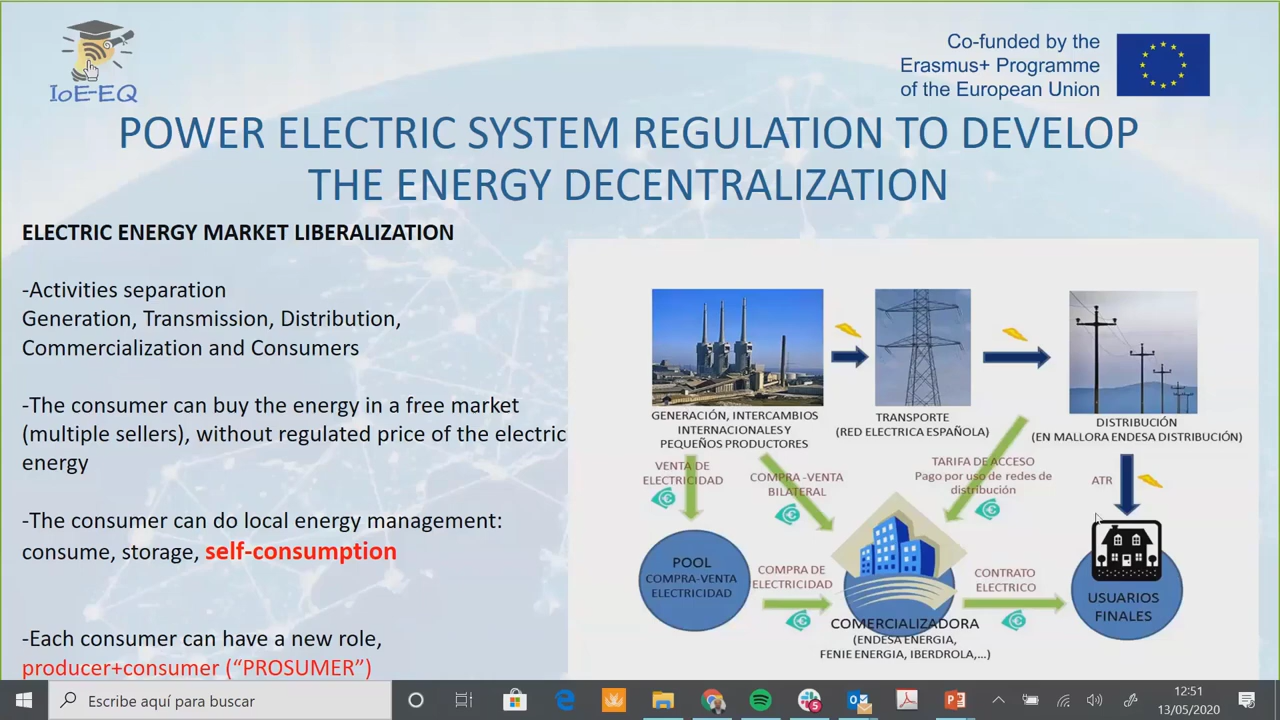 IoE-EQ
Co-funded by the
Erasmus+ Programme
of the European Union
POWER ELECTRIC SYSTEM REGULATION TO DEVELOP
THE ENERGY DECENTRALIZATION
ELECTRIC ENERGY MARKET LIBERALIZATION
-Activities separation
Generation, Transmission, Distribution,
Commercialization and Consumers
-The consumer can buy the energy in a free market
(multiple sellers), without regulated price of the electric
energy
-The consumer can do local energy management:
consume, storage, self-consumption
-Each consumer can have a new role,
producer+consumer (“PROSUMER”)
GENERACIÓN, INTERCAMBIOS
INTERNACIONALES Y
PEQUEÑOS PRODUCTORES
TRANSPORTE
(RED ELECTRICA ESPAÑOLA)
DISTRIBUCIÓN
(EN MALLORA ENDESA DISTRIBUCIÓN)
VENTA DE
ELECTRICIDAD
COMPRA -VENTA
BILATERAL
TARIFA DE ACCESO
Pago por uso de redes de
distribución
ATR
POOL
COMPRA-VENTA
ELECTRICIDAD
COMPRA DE
ELECTRICIDAD
COMERCIALIZADORA
(ENDESA ENERGIA,
FENIE ENERGIA, IBERDROLA,...)
CONTRATO
ELECTRICO
USUARIOS
FINALES
Escribe aquí para buscar
12:51
13/05/2020